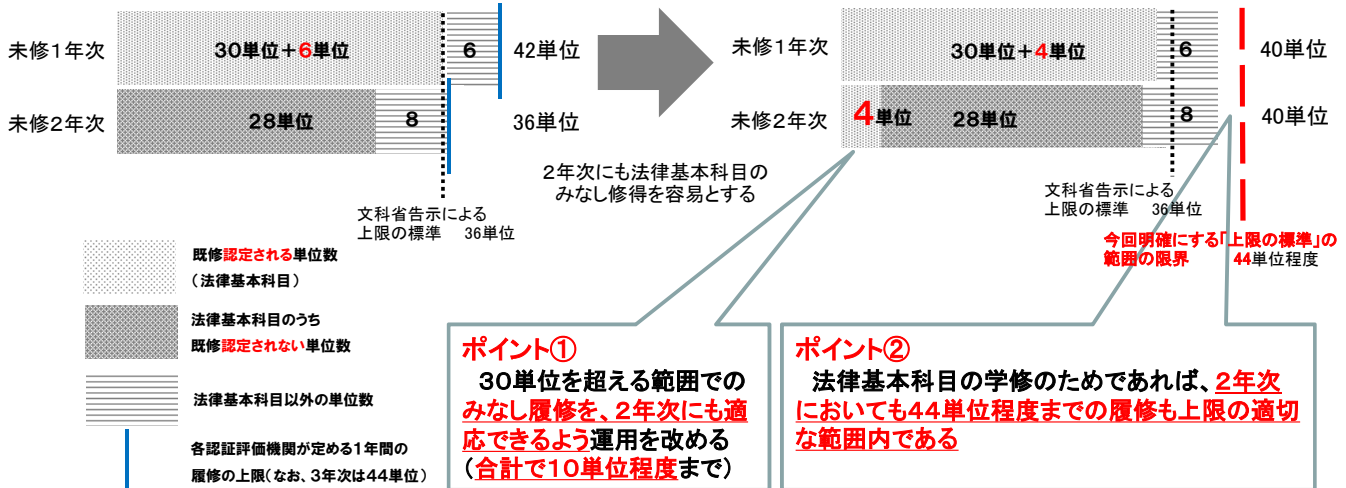 未修1年次
30単位+6単位
6
42単位
未修2年次
28単位
8
36単位
文科省告示による
上限の標準 36単位
2年次にも法律基本科目の
みなし修得を容易とする
未修1年次
30単位+4単位
6
40単位
未修2年次
4単位
28単位
8
40単位
文科省告示による
上限の標準 36単位
今回明確にする「上限の標準」の
範囲の限界 44単位程度
既修認定される単位数
(法律基本科目)
法律基本科目のうち
既修認定されない単位数
法律基本科目以外の単位数
各認証評価機関が定める1年間の
履修の上限(なお、3年次は44単位)
ポイント①
30単位を超える範囲での
みなし履修を、2年次にも適
応できるよう運用を改める
(合計で10単位程度まで)
ポイント②
法律基本科目の学修のためであれば、2年次
においても44単位程度までの履修も上限の適切
な範囲内である